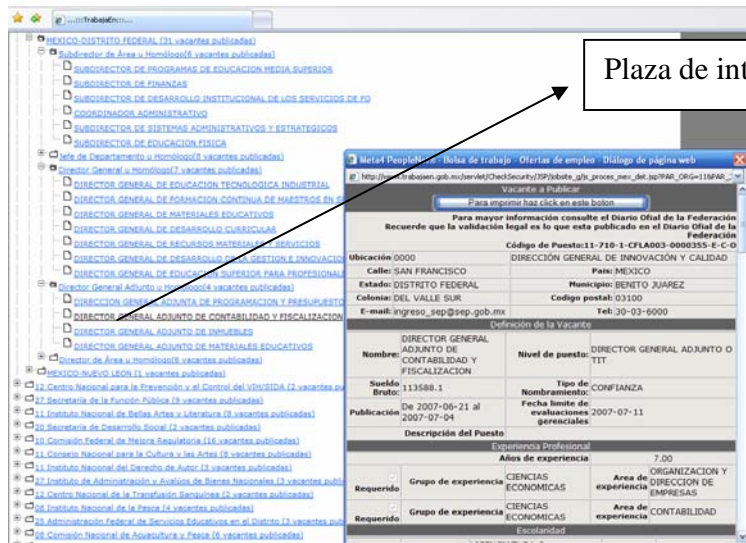 ...:::TrabajaEn:::...
MEXICO-DISTRITO FEDERAL (31 vacantes publicadas)
Subdirector de Área u Homólogo(6 vacantes publicadas)
SUBDIRECTOR DE PROGRAMAS DE EDUCACION MEDIA SUPERIOR
SUBDIRECTOR DE FINANZAS
SUBDIRECTOR DE DESARROLLO INSTITUCIONAL DE LOS SERVICIOS DE FO
COORDINADOR ADMINISTRATIVO
SUBDIRECTOR DE SISTEMAS ADMINISTRATIVOS Y ESTRATEGICOS
SUBDIRECTOR DE EDUCACION FISICA
Jefe de Departamento u Homólogo(8 vacantes publicadas)
Director General u Homólogo(7 vacantes publicadas)
DIRECTOR GENERAL DE EDUCACION TECNOLOGICA INDUSTRIAL
DIRECTOR GENERAL DE FORMACION CONTINUA DE MAESTROS EN S
DIRECTOR GENERAL DE MATERIALES EDUCATIVOS
DIRECTOR GENERAL DE DESARROLLO CURRICULAR
DIRECTOR GENERAL DE RECURSOS MATERIALES Y SERVICIOS
DIRECTOR GENERAL DE DESARROLLO DE LA GESTION E INNOVACIO
DIRECTOR GENERAL DE EDUCACION SUPERIOR PARA PROFESIONALE
Director General Adjunto u Homólogo(4 vacantes publicadas)
DIRECCION GENERAL ADJUNTA DE PROGRAMACION Y PRESUPUESTO
DIRECTOR GENERAL ADJUNTO DE CONTABILIDAD Y FISCALIZACION
DIRECTOR GENERAL ADJUNTO DE INMUEBLES
DIRECTOR GENERAL ADJUNTO DE MATERIALES EDUCATIVOS
Director de Área u Homólogo(6 vacantes publicadas)
MEXICO-NUEVO LEON (1 vacantes publicadas)
12 Centro Nacional para la Prevención y el Control del VIH/SIDA (2 vacantes pu
27 Secretaría de la Función Pública (9 vacantes publicadas)
11 Instituto Nacional de Bellas Artes y Literatura (8 vacantes publicadas)
20 Secretaría de Desarrollo Social (2 vacantes publicadas)
10 Comisión Federal de Mejora Regulatoria (16 vacantes publicadas)
11 Consejo Nacional para la Cultura y las Artes (8 vacantes publicadas)
11 Instituto Nacional del Derecho de Autor (3 vacantes publicadas)
27 Instituto de Administración y Avalúos de Bienes Nacionales (3 vacantes publi
12 Centro Nacional de la Transfusión Sanguínea (2 vacantes publicadas)
08 Instituto Nacional de la Pesca (4 vacantes publicadas)
25 Administración Federal de Servicios Educativos en el Distrito (3 vacantes pub
08 Comisión Nacional de Acuacultura y Pesca (6 vacantes publicadas)
Plaza de int
Meta4 PeopleNet - Bolsa de trabajo - Ofertas de empleo - Diálogo de página web
Vacante a Publicar
Para imprimir haz click en este boton
Para mayor información consulte el Diario Ofial de la Federación
Recuerde que la validación legal es lo que esta publicado en el Diario Ofial de la
Federación
Código de Puesto:11-710-1-CFLA003-0000355-E-C-O
Ubicación 0000 DIRECCIÓN GENERAL DE INNOVACIÓN Y CALIDAD
Calle: SAN FRANCISCO País: MEXICO
Estado: DISTRITO FEDERAL Municipio: BENITO JUAREZ
Colonia: DEL VALLE SUR Codigo postal: 03100
E-mail: ingreso_sep@sep.gob.mx Tel: 30-03-6000
Definición de la Vacante
Nombre: DIRECTOR GENERAL ADJUNTO DE CONTABILIDAD Y FISCALIZACION Nivel de puesto: DIRECTOR GENERAL ADJUNTO O TIT
Sueldo Bruto: 113588.1 Tipo de Nombramiento: CONFIANZA
Publicación De 2007-06-21 al 2007-07-04 Fecha limite de evaluaciones gerenciales 2007-07-11
Descripción del Puesto
Experiencia Profesional
Años de experiencia 7.00
Requerido Grupo de experiencia CIENCIAS ECONOMICAS Area de experiencia ORGANIZACION Y DIRECCION DE EMPRESAS
Requerido Grupo de experiencia CIENCIAS ECONOMICAS Area de experiencia CONTABILIDAD
Escolaridad